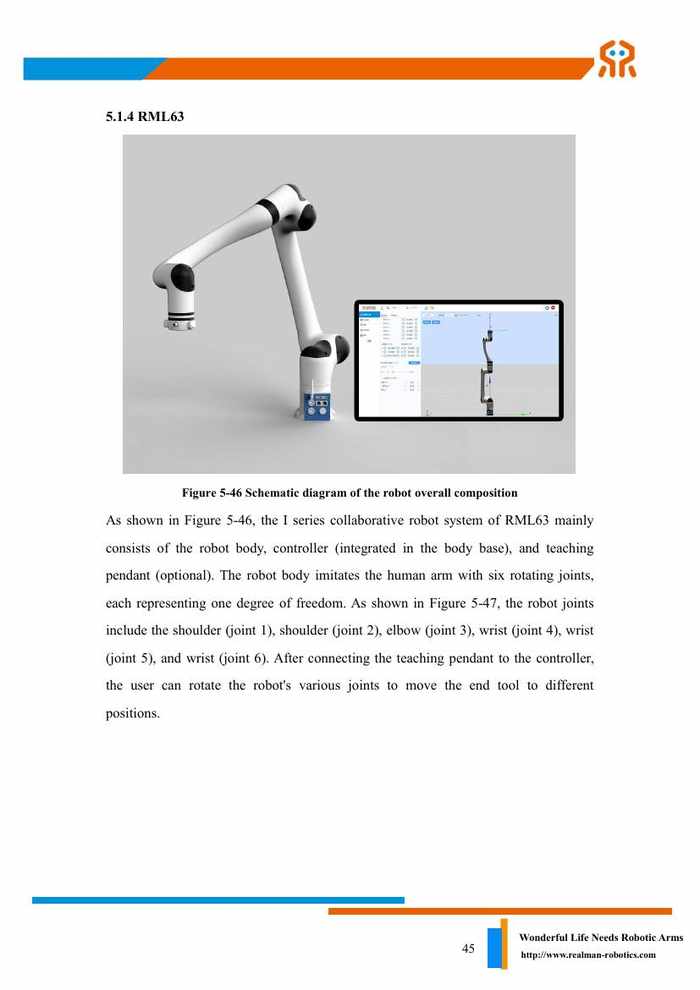 5.1.4 RML63
Figure 5-46 Schematic diagram of the robot overall composition
As shown in Figure 5-46, the I series collaborative robot system of RML63 mainly
consists of the robot body, controller (integrated in the body base), and teaching
pendant (optional). The robot body imitates the human arm with six rotating joints,
each representing one degree of freedom. As shown in Figure 5-47, the robot joints
include the shoulder (joint 1), shoulder (joint 2), elbow (joint 3), wrist (joint 4), wrist
(joint 5), and wrist (joint 6). After connecting the teaching pendant to the controller,
the user can rotate the robot's various joints to move the end tool to different
positions.
45
Wonderful Life Needs Robotic Arms
http://www.realman-robotics.com